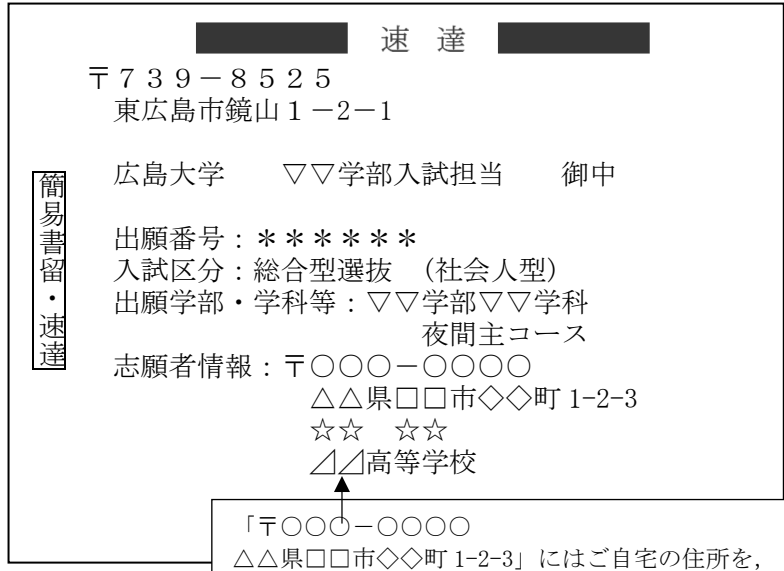 速 達
〒７３９－８５２５
東広島市鏡山１－２－１
広島大学　　▽▽学部入試担当　　御中
簡易書留・速達
出願番号：＊＊＊＊＊＊
入試区分：総合型選抜　（社会人型）
出願学部・学科等：▽▽学部▽▽学科
夜間主コース
志願者情報：〒○○○－○○○○
△△県□□市◇◇町 1-2-3
☆☆　☆☆
⊿⊿高等学校
「〒○○○－○○○○
△△県□□市◇◇町 1-2-3」にはご自宅の住所を，